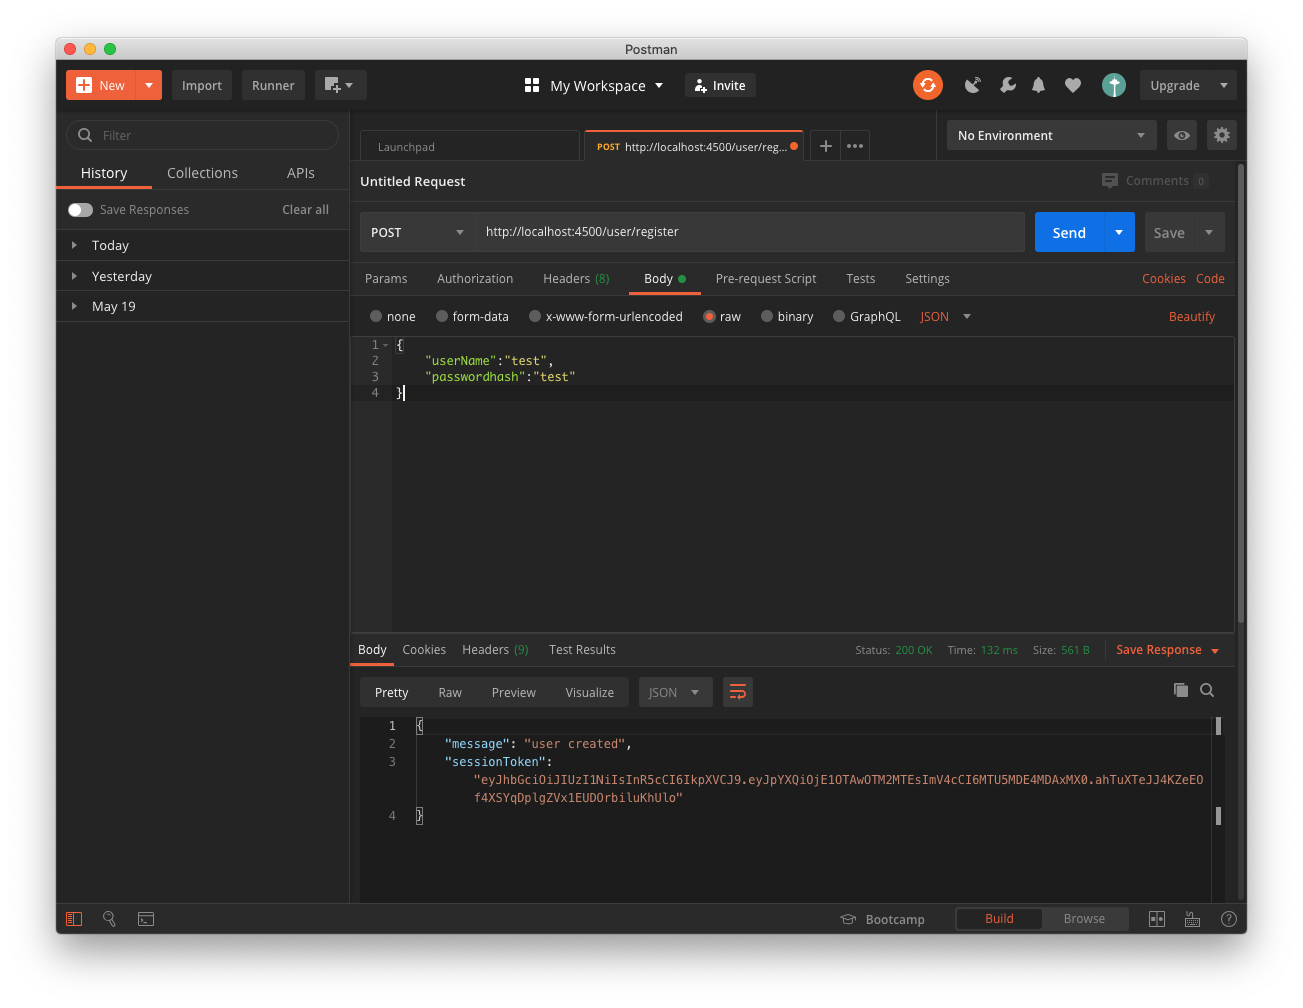 Postman
New
Import
Runner
My Workspace
Invite
Upgrade
Filter
History
Collections
APIs
Save Responses
Clear all
Today
Yesterday
May 19
Launchpad
POST http://localhost:4500/user/reg...
No Environment
Untitled Request
Comments 0
POST
http://localhost:4500/user/register
Send
Save
Params
Authorization
Headers (8)
Body
Pre-request Script
Tests
Settings
Cookies
Code
none
form-data
x-www-form-urlencoded
raw
binary
GraphQL
JSON
Beautify
1 {
2 "userName":"test",
3 "passwordhash":"test"
4 }
Body
Cookies
Headers (9)
Test Results
Status: 200 OK
Time: 132 ms
Size: 561 B
Save Response
Pretty
Raw
Preview
Visualize
JSON
1 {
2 "message": "user created",
3 "sessionToken":
"eyJhbGciOiJIUzI1NiIsInR5cCI6IkpXVCJ9.eyJpYXQiOjE1OTAwOTM2MTEsImV4cCI6MTU5MDE4MDAxMX0.ahTuXTeJJ4KZeEO
f4XSYqDplgZVx1EUDOrbiluKhUlo"
4 }
Bootcamp
Build
Browse